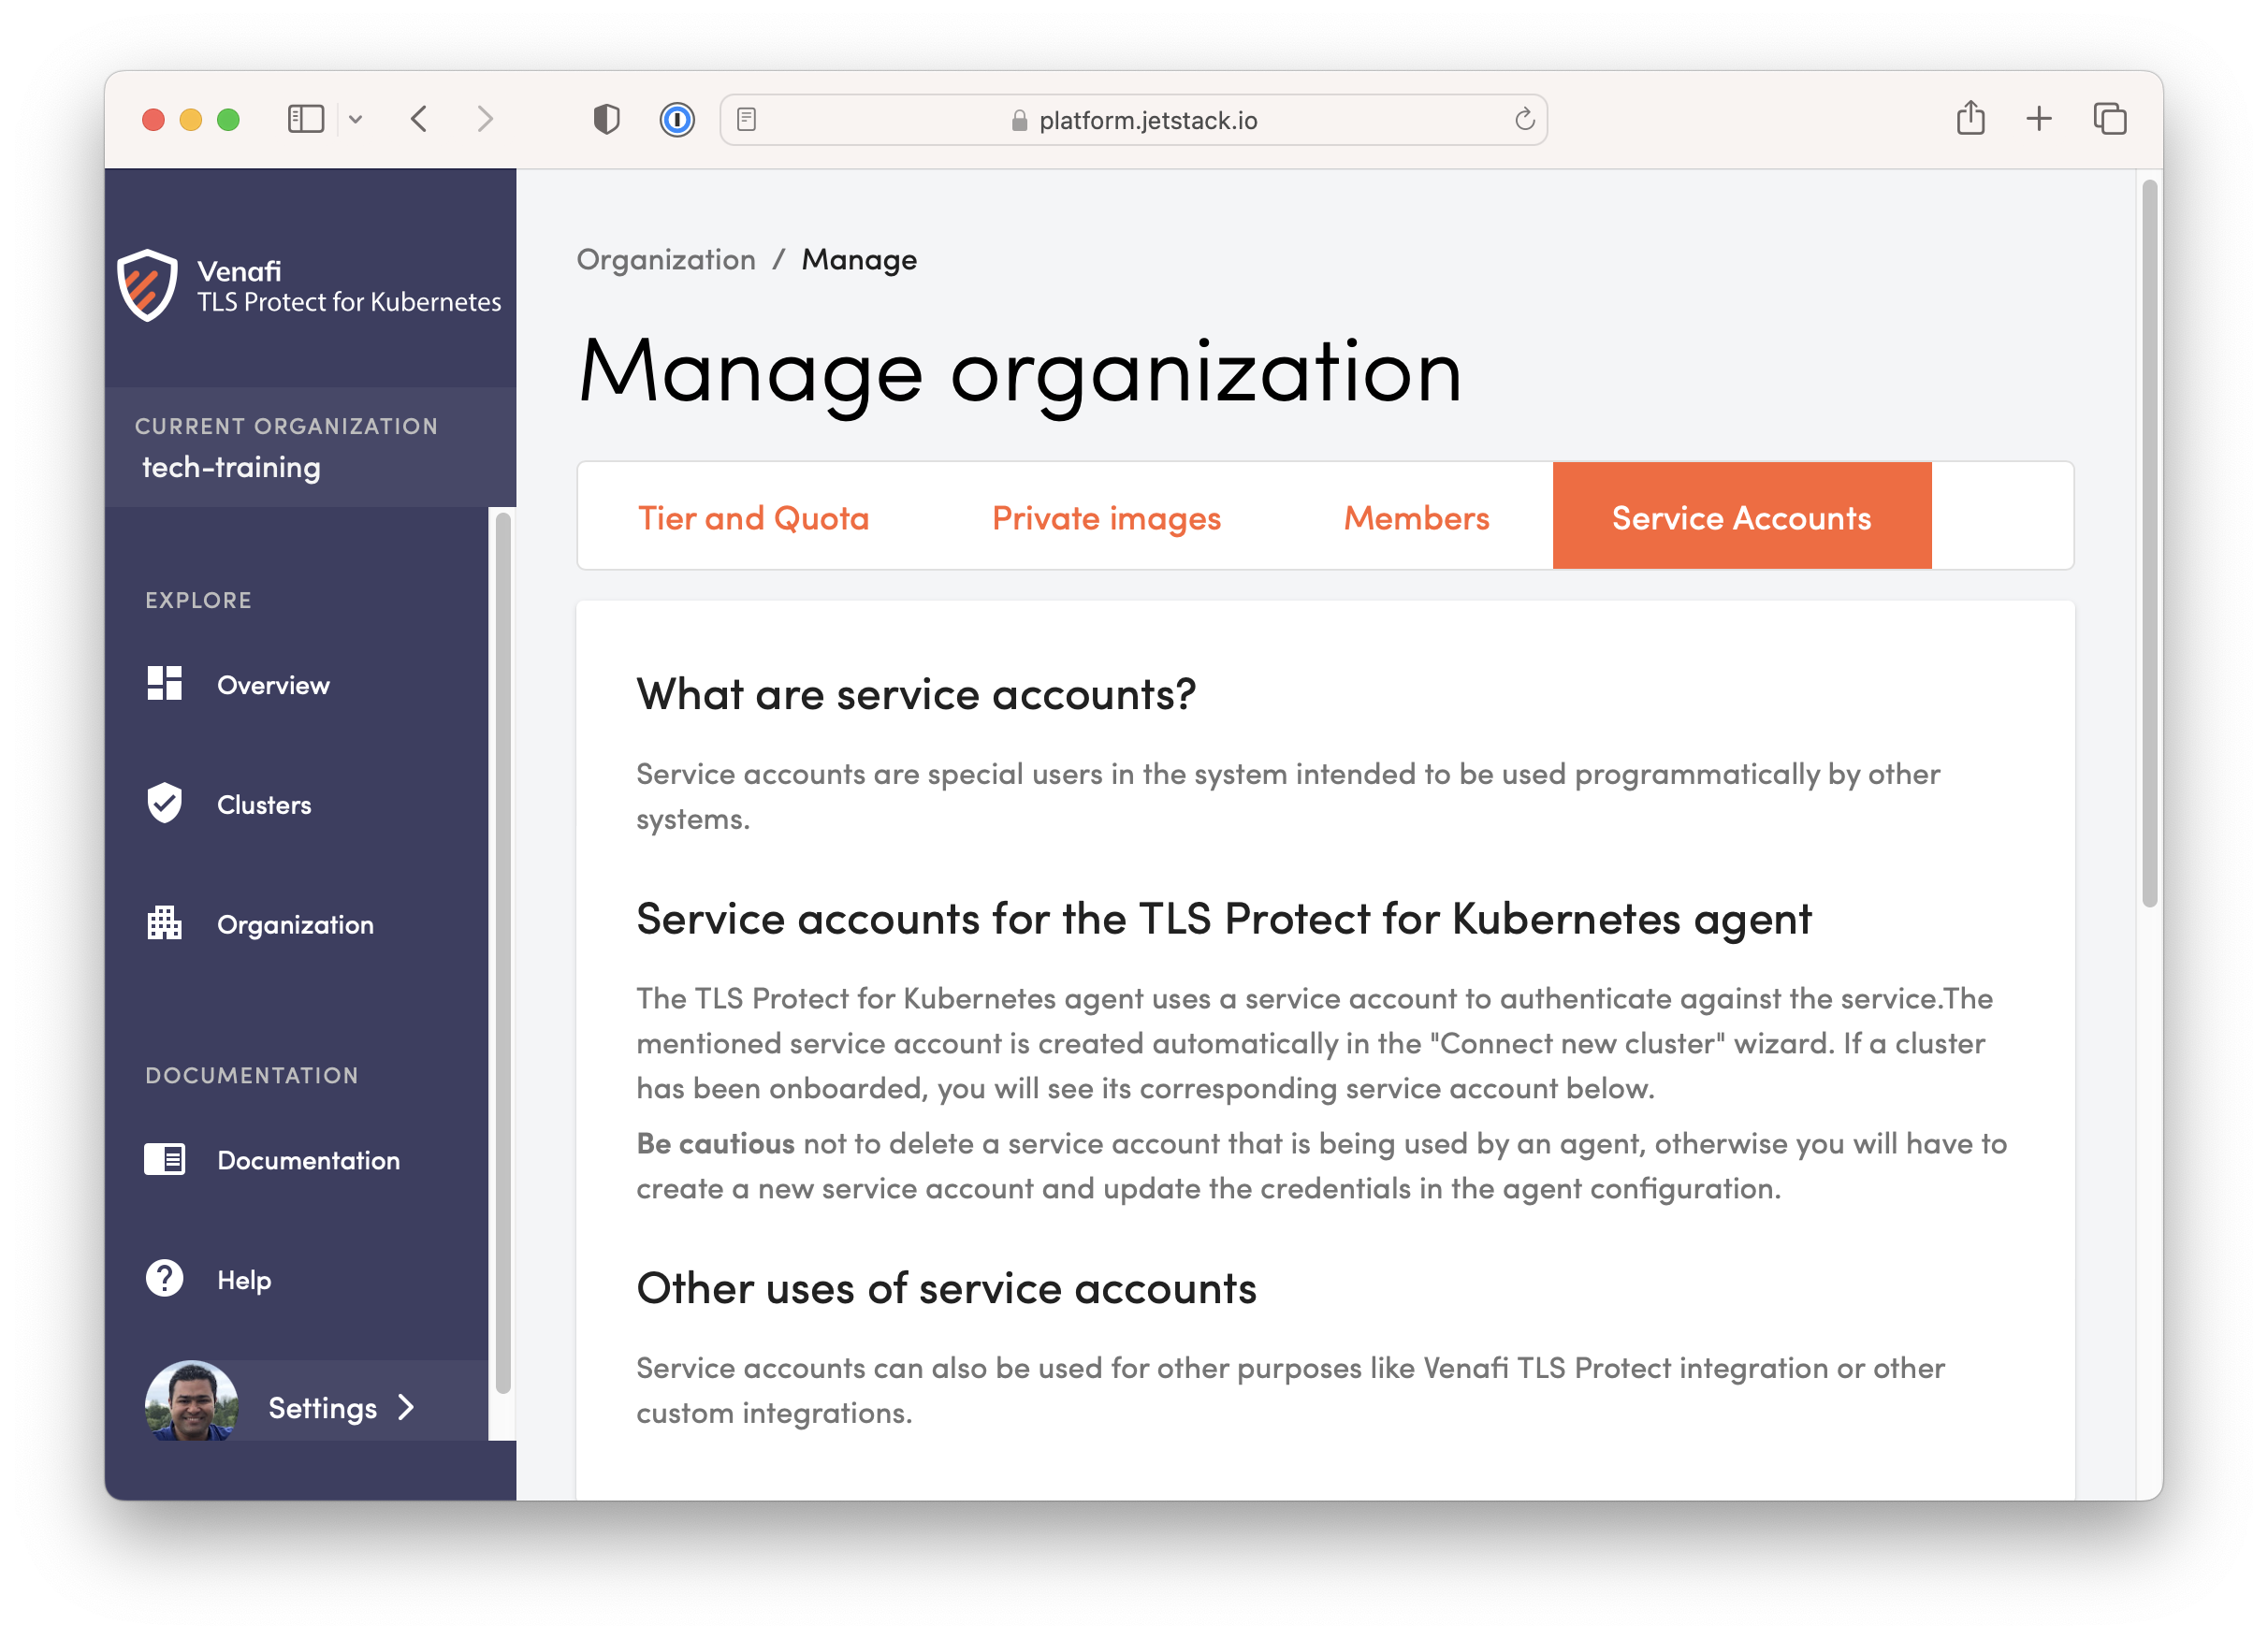 platform.jetstack.io
Venafi
TLS Protect for Kubernetes
CURRENT ORGANIZATION
tech-training
EXPLORE
Overview
Clusters
Organization
DOCUMENTATION
Documentation
Help
Settings
Organization / Manage
Manage organization
Tier and Quota
Private images
Members
Service Accounts
What are service accounts?
Service accounts are special users in the system intended to be used programmatically by other
systems.
Service accounts for the TLS Protect for Kubernetes agent
The TLS Protect for Kubernetes agent uses a service account to authenticate against the service.The
mentioned service account is created automatically in the "Connect new cluster" wizard. If a cluster
has been onboarded, you will see its corresponding service account below.
Be cautious not to delete a service account that is being used by an agent, otherwise you will have to
create a new service account and update the credentials in the agent configuration.
Other uses of service accounts
Service accounts can also be used for other purposes like Venafi TLS Protect integration or other
custom integrations.